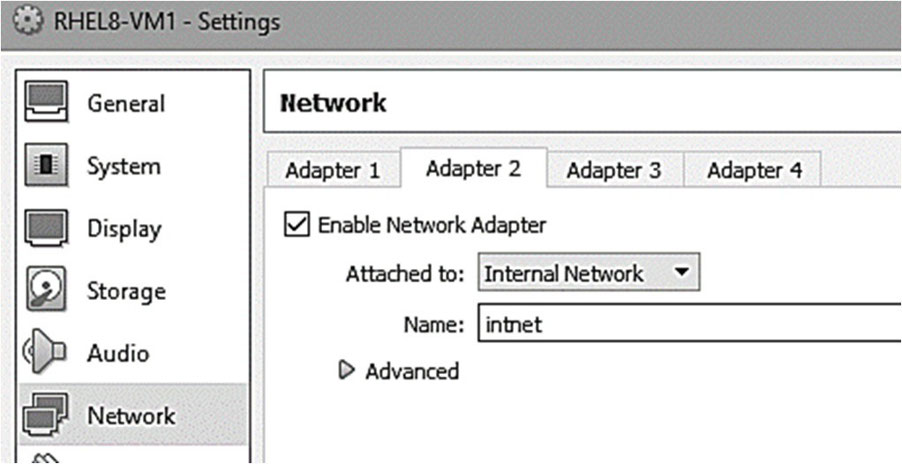 RHEL8-VM1 - Settings
General
System
Display
Storage
Audio
Network
Network
Adapter 1 Adapter 2 Adapter 3 Adapter 4
Enable Network Adapter
Attached to: Internal Network
Name: intnet
Advanced